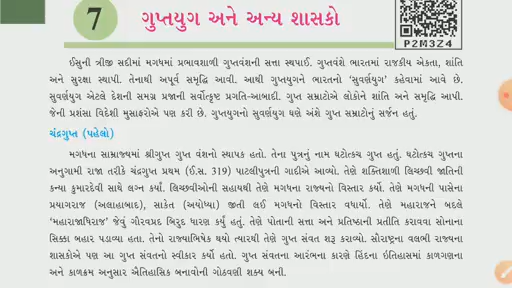 7
ગુપ્તયુગ અને અન્ય શાસકો
P2M3Z4
ઈસુની ત્રીજી સદીમાં મગધમાં પ્રભાવશાળી ગુપ્તવંશની સત્તા સ્થપાઈ. ગુપ્તવંશે ભારતમાં રાજકીય એકતા, શાંતિ
અને સુરક્ષા સ્થાપી. તેનાથી અપૂર્વ સમૃદ્ધિ આવી. આથી ગુપ્તયુગને ભારતનો ‘સુવર્ણયુગ’ કહેવામાં આવે છે.
સુવર્ણયુગ એટલે દેશની સમગ્ર પ્રજાની સર્વોત્કૃષ્ટ પ્રગતિ-આબાદી. ગુપ્ત સમ્રાટોએ લોકોને શાંતિ અને સમૃદ્ધિ આપી.
જેની પ્રશંસા વિદેશી મુસાફરોએ પણ કરી છે. ગુપ્તયુગનો સુવર્ણયુગ ઘણે અંશે ગુપ્ત સમ્રાટોનું સર્જન હતું.
ચંદ્રગુપ્ત (પહેલો)
મગધના સામ્રાજ્યમાં શ્રીગુપ્ત ગુપ્ત વંશનો સ્થાપક હતો. તેના પુત્રનું નામ ઘટોત્કચ ગુપ્ત હતું. ઘટોત્કચ ગુપ્તના
અનુગામી રાજા તરીકે ચંદ્રગુપ્ત પ્રથમ (ઈ.સ. 319) પાટલીપુત્રની ગાદીએ આવ્યો. તેણે શક્તિશાળી લિચ્છવી જાતિની
કન્યા કુમારદેવી સાથે લગ્ન કર્યાં. લિચ્છવીઓની સહાયથી તેણે મગધના રાજ્યનો વિસ્તાર કર્યો. તેણે મગધની પાસેના
પ્રયાગરાજ (અલાહાબાદ), સાકેત (અયોધ્યા) જીતી લઈ મગધનો વિસ્તાર વધાર્યો. તેણે મહારાજને બદલે
‘મહારાજાધિરાજ’ જેવું ગૌરવપ્રદ બિરુદ ધારણ કર્યું હતું. તેણે પોતાની સત્તા અને પ્રતિષ્ઠાની પ્રતીતિ કરાવવા સોનાના
સિક્કા બહાર પડાવ્યા હતા. તેનો રાજ્યાભિષેક થયો ત્યારથી તેણે ગુપ્ત સંવત શરૂ કરાવ્યો. સૌરાષ્ટ્રના વલભી રાજ્યના
શાસકોએ પણ આ ગુપ્ત સંવતનો સ્વીકાર કર્યો હતો. ગુપ્ત સંવતના આરંભના કારણે હિંદના ઇતિહાસમાં કાળગણના
અને કાળક્રમ અનુસાર ઐતિહાસિક બનાવોની ગોઠવણી શક્ય બની.